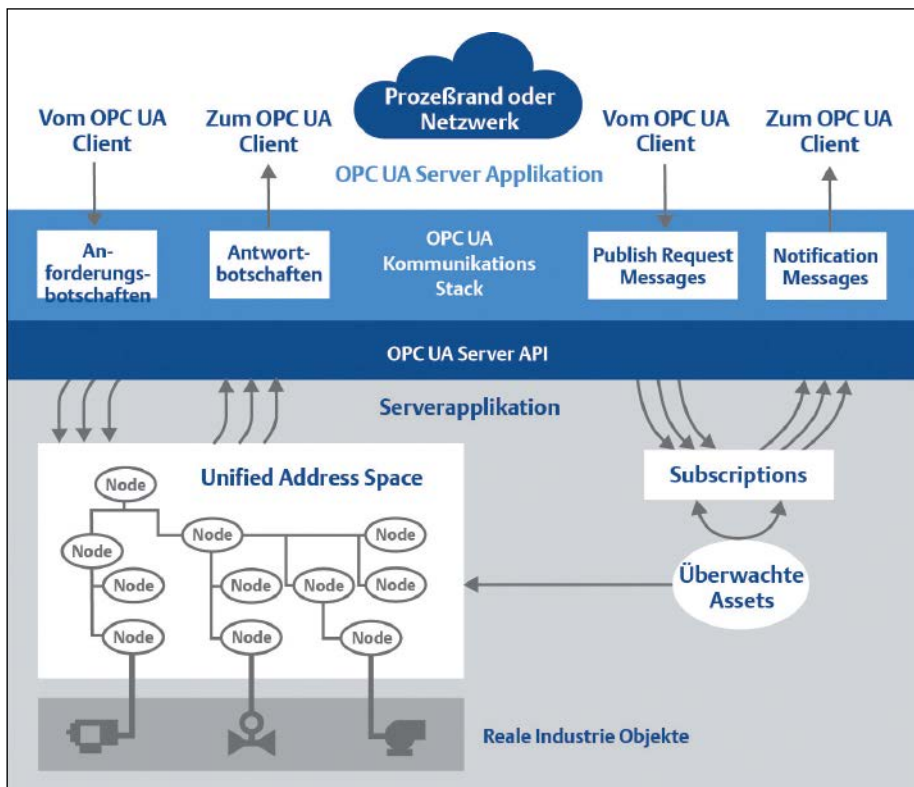 Prozeßrand oder
Netzwerk
Vom OPC UA
Client
Zum OPC UA
Client
Vom OPC UA
Client
Zum OPC UA
Client
OPC UA Server Applikation
An-
forderungs-
botschaften
Antwort-
botschaften
OPC UA
Kommunikations
Stack
Publish Request
Messages
Notification
Messages
OPC UA Server API
Serverapplikation
Unified Address Space
Node
Node
Node
Node
Node
Node
Node
Node
Node
Node
Node
Subscriptions
Überwachte
Assets
Reale Industrie Objekte